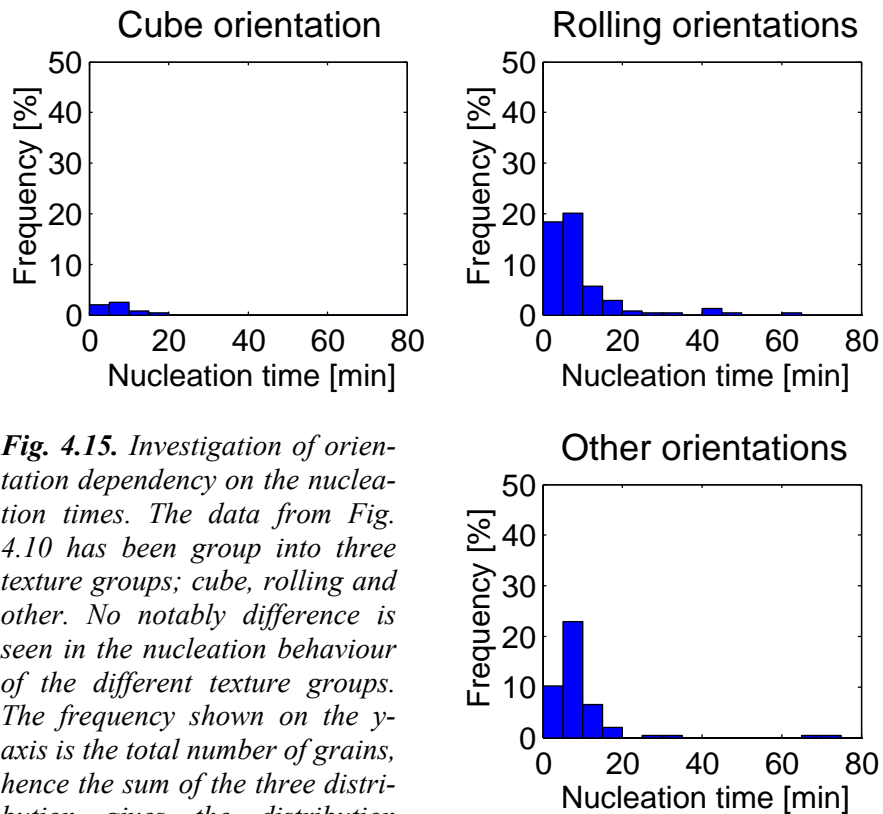 Cube orientation
Frequency [%]
50
40
30
20
10
0
0 20 40 60 80
Nucleation time [min]
Rolling orientations
Frequency [%]
50
40
30
20
10
0
0 20 40 60 80
Nucleation time [min]
Fig. 4.15. Investigation of orien-
tation dependency on the nuclea-
tion times. The data from Fig.
4.10 has been group into three
texture groups; cube, rolling and
other. No notably difference is
seen in the nucleation behaviour
of the different texture groups.
The frequency shown on the y-
axis is the total number of grains,
hence the sum of the three distri-
bution gives the distribution
Other orientations
Frequency [%]
50
40
30
20
10
0
0 20 40 60 80
Nucleation time [min]